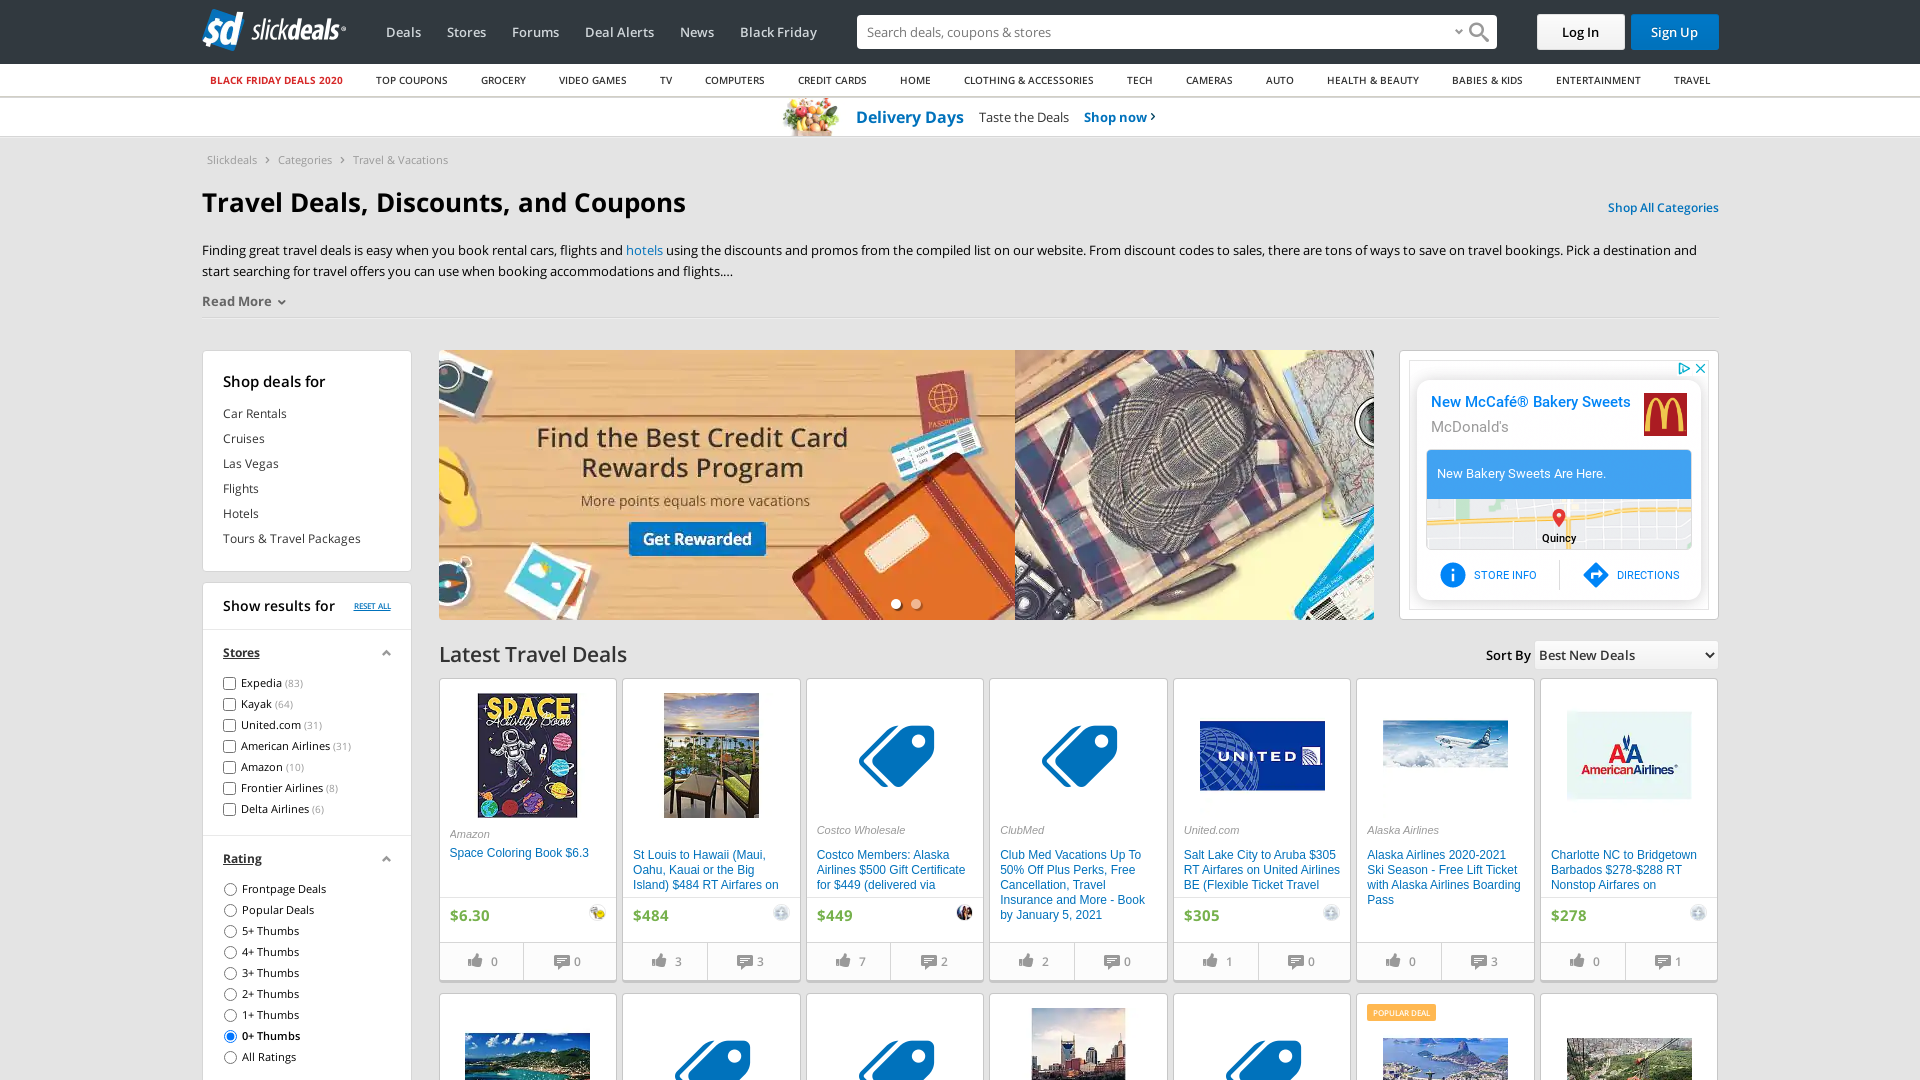 slickdeals
Deals
Stores
Forums
Deal Alerts
News
Black Friday
Search deals, coupons & stores
Log In
Sign Up
BLACK FRIDAY DEALS 2020
TOP COUPONS
GROCERY
VIDEO GAMES
TV
COMPUTERS
CREDIT CARDS
HOME
CLOTHING & ACCESSORIES
TECH
CAMERAS
AUTO
HEALTH & BEAUTY
BABIES & KIDS
ENTERTAINMENT
TRAVEL
Delivery Days Taste the Deals Shop now
Slickdeals > Categories > Travel & Vacations
Travel Deals, Discounts, and Coupons
Shop All Categories
Finding great travel deals is easy when you book rental cars, flights and hotels using the discounts and promos from the compiled list on our website. From discount codes to sales, there are tons of ways to save on travel bookings. Pick a destination and
start searching for travel offers you can use when booking accommodations and flights....
Read More
Shop deals for
Car Rentals
Cruises
Las Vegas
Flights
Hotels
Tours & Travel Packages
Show results for
RESET ALL
Stores
Expedia (83)
Kayak (64)
United.com (31)
American Airlines (31)
Amazon (10)
Frontier Airlines (8)
Delta Airlines (6)
Rating
Frontpage Deals
Popular Deals
5+ Thumbs
4+ Thumbs
3+ Thumbs
2+ Thumbs
1+ Thumbs
0+ Thumbs
All Ratings
PASSPORT
Find the Best Credit Card
Rewards Program
More points equals more vacations
Get Rewarded
New McCafé® Bakery Sweets
McDonald's
New Bakery Sweets Are Here.
Quincy
STORE INFO
DIRECTIONS
Latest Travel Deals
Sort By Best New Deals
SPACE
Activity Book
Amazon
Space Coloring Book $6.3
$6.30
0
0
St Louis to Hawaii (Maui,
Oahu, Kauai or the Big
Island) $484 RT Airfares on
$484
3
3
Costco Wholesale
Costco Members: Alaska
Airlines $500 Gift Certificate
for $449 (delivered via
$449
7
2
ClubMed
Club Med Vacations Up To
50% Off Plus Perks, Free
Cancellation, Travel
Insurance and More - Book
by January 5, 2021
2
0
UNITED
United.com
Salt Lake City to Aruba $305
RT Airfares on United Airlines
BE (Flexible Ticket Travel
$305
1
0
Alaska Airlines
Alaska Airlines 2020-2021
Ski Season - Free Lift Ticket
with Alaska Airlines Boarding
Pass
0
3
AA
AmericanAirlines
Charlotte NC to Bridgetown
Barbados $278-$288 RT
Nonstop Airfares on
$278
0
1
POPULAR DEAL